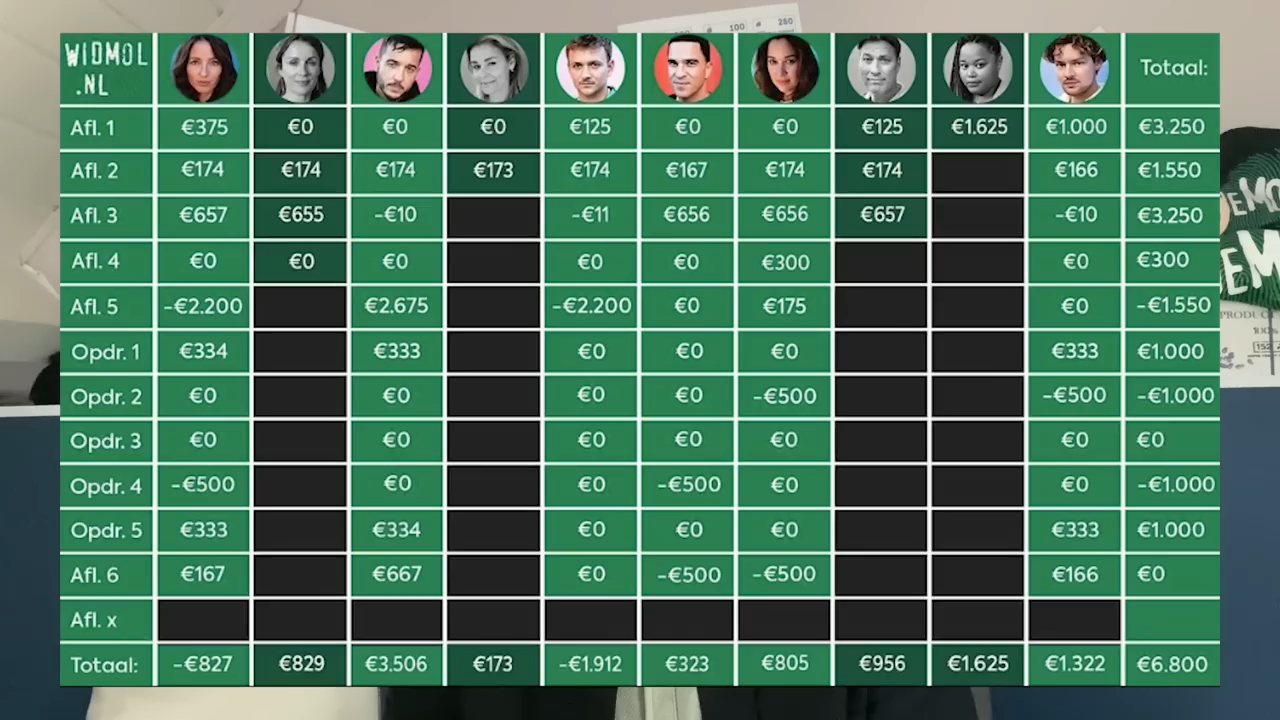 100 # 250
WIDMOL
.NL
Totaal:
Afl. 1 €375 €0 €0 €0 €125 €0 €0 €125 €1.625 €1.000 €3.250
Afl. 2 €174 €174 €174 €173 €174 €167 €174 €174 €166 €1.550
Afl. 3 €657 €655 -€10 -€11 €656 €656 €657 -€10 €3.250
Afl. 4 €0 €0 €0 €0 €0 €300 €0 €300
Afl. 5 -€2.200 €2.675 -€2.200 €0 €175 €0 -€1.550
Opdr. 1 €334 €333 €0 €0 €0 €333 €1.000
Opdr. 2 €0 €0 €0 €0 -€500 -€500 -€1.000
Opdr. 3 €0 €0 €0 €0 €0 €0 €0
Opdr. 4 -€500 €0 €0 -€500 €0 €0 -€1.000
Opdr. 5 €333 €334 €0 €0 €0 €333 €1.000
Afl. 6 €167 €667 €0 -€500 -€500 €166 €0
Afl. x
Totaal: -€827 €829 €3.506 €173 -€1.912 €323 €805 €956 €1.625 €1.322 €6.800